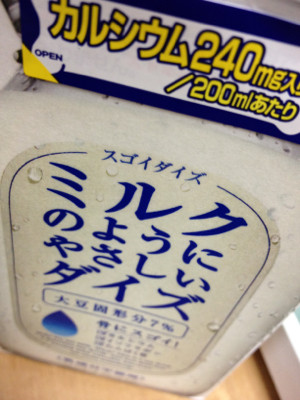 OPEN
カルシウム240mg入り
/200mlあたり
スゴイダイズ
ミルク
のように
やさしい
ダイズ
大豆固形分7%
骨にスゴイ!